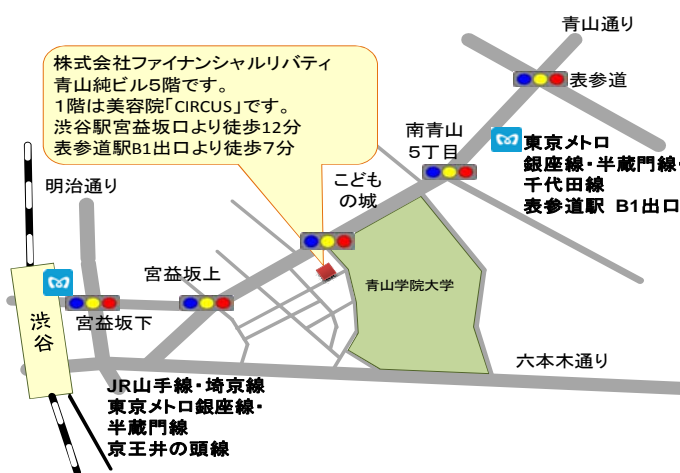 青山通り
株式会社ファイナンシャルリバティ
青山純ビル5階です。
1階は美容院「CIRCUS」です。
渋谷駅宮益坂口より徒歩12分
表参道駅B1出口より徒歩7分
表参道
南青山
5丁目
東京メトロ
銀座線・半蔵門線・
千代田線
表参道駅 B1出口
明治通り
こども
の城
宮益坂上
青山学院大学
宮益坂下
渋谷
六本木通り
JR山手線・埼京線
東京メトロ銀座線・
半蔵門線
京王井の頭線